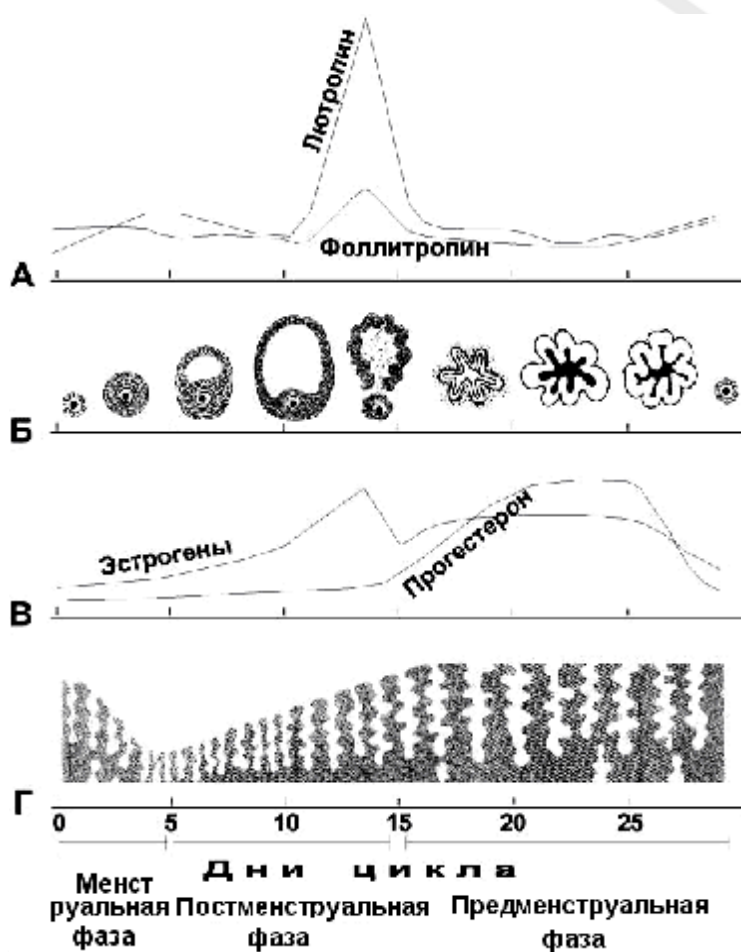 Лютропин
Фоллитропин
А
Б
Эстрогены
Прогестерон
В
Г
0 5 10 15 20 25
Дни цикла
Менст
руальная
фаза
Постменструальная
фаза
Предменструальная
фаза